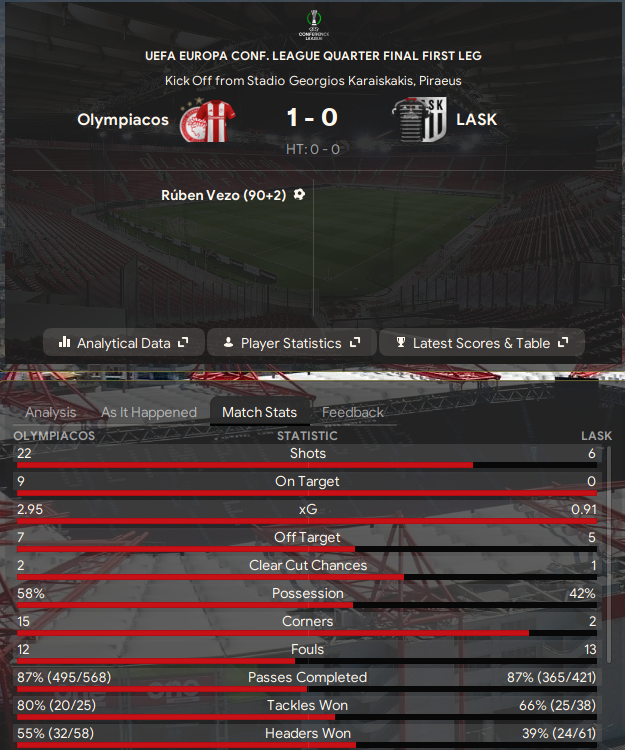 CONFERENCE
LEAGUE
UEFA EUROPA CONF. LEAGUE QUARTER FINAL FIRST LEG
Kick Off from Stadio Georgios Karaiskakis, Piraeus
Olympiacos 1 - 0 SK LASK
HT: 0 - 0
Rúben Vezo (90+2)
Analytical Data Player Statistics Latest Scores & Table
Analysis As It Happened Match Stats Feedback
OLYMPIACOS STATISTIC LASK
22 Shots 6
9 On Target 0
2.95 xG 0.91
7 Off Target 5
2 Clear Cut Chances 1
58% Possession 42%
15 Corners 2
12 Fouls 13
87% (495/568) Passes Completed 87% (365/421)
80% (20/25) Tackles Won 66% (25/38)
55% (32/58) Headers Won 39% (24/61)